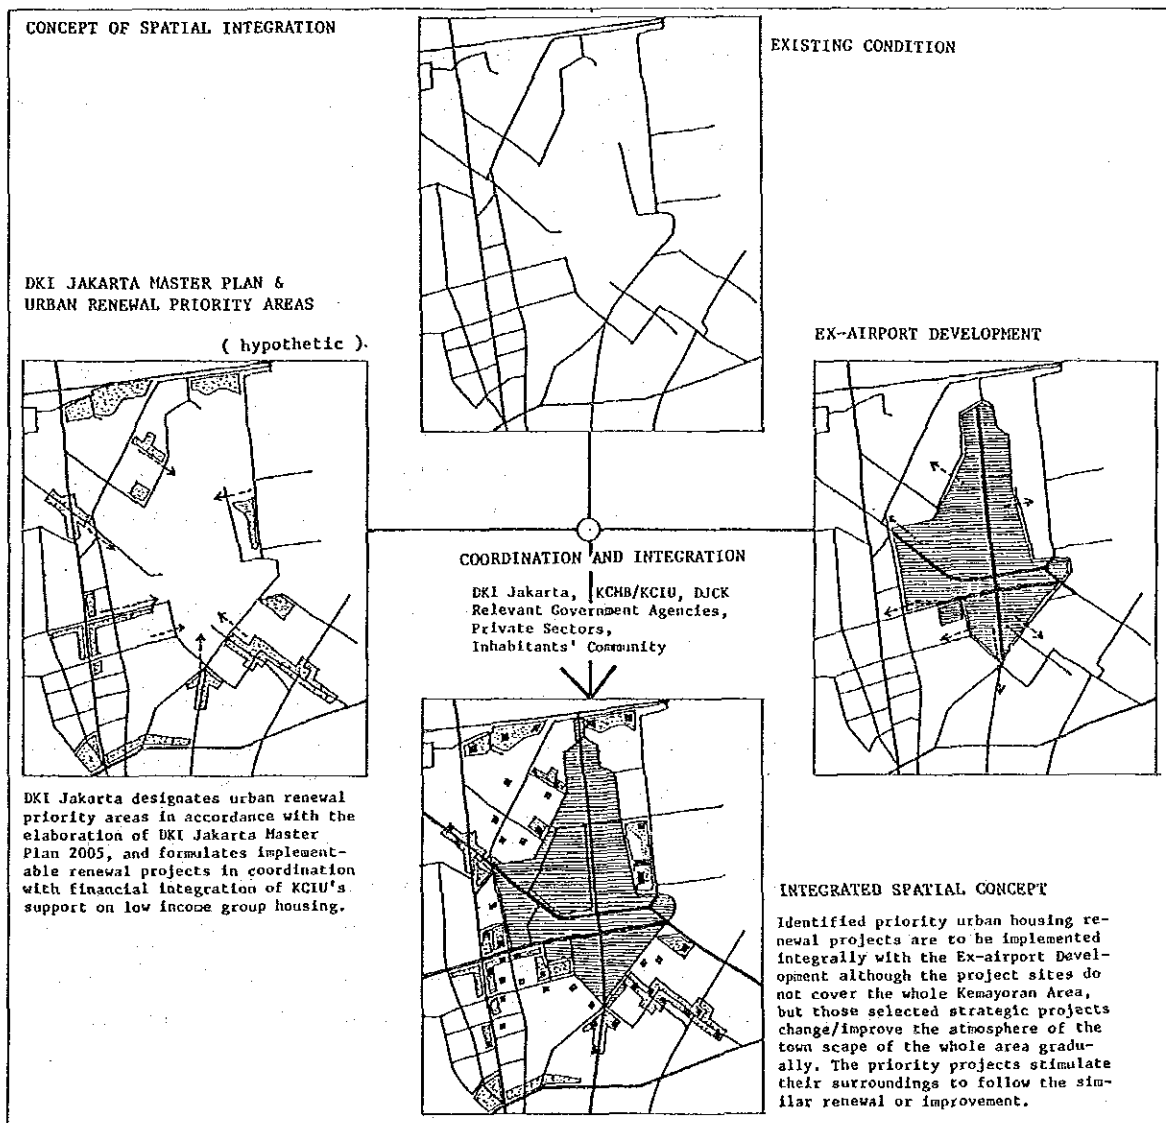 CONCEPT OF SPATIAL INTEGRATION
EXISTING CONDITION
DKI JAKARTA MASTER PLAN &
URBAN RENEWAL PRIORITY AREAS
( hypothetic ).
EX-AIRPORT DEVELOPMENT
COORDINATION AND INTEGRATION
DKI Jakarta, KCMB/KCIU, DJCK
Relevant Government Agencies,
Private Sectors,
Inhabitants' Community
DKI Jakarta designates urban renewal
priority areas in accordance with the
elaboration of DKI Jakarta Master
Plan 2005, and formulates implement-
able renewal projects in coordination
with financial integration of KCIU's
support on low income group housing.
INTEGRATED SPATIAL CONCEPT
Identified priority urban housing re-
newal projects are to be implemented
integrally with the Ex-airport Devel-
opment although the project sites do
not cover the whole Kemayoran Area,
but those selected strategic projects
change/improve the atmosphere of the
town scape of the whole area gradu-
ally. The priority projects stimulate
their surroundings to follow the sim-
ilar renewal or improvement.